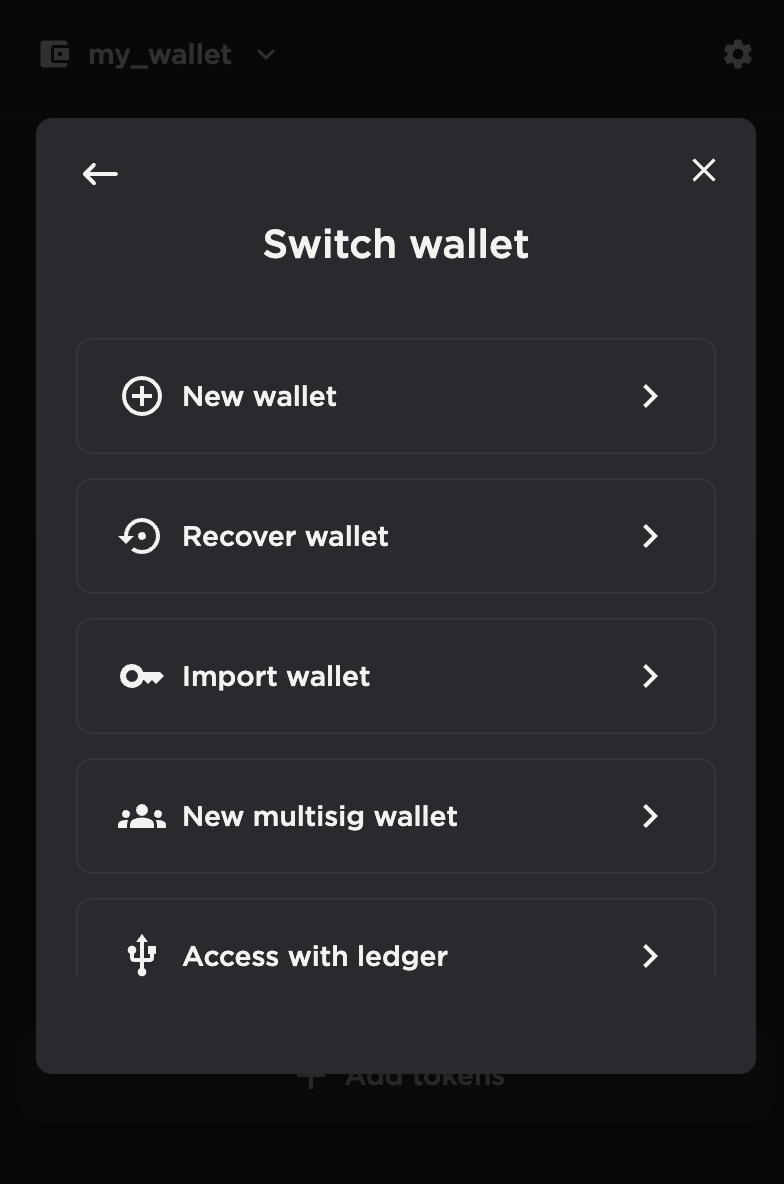 my_wallet
Switch wallet
New wallet
Recover wallet
Import wallet
New multisig wallet
Access with ledger
Add tokens